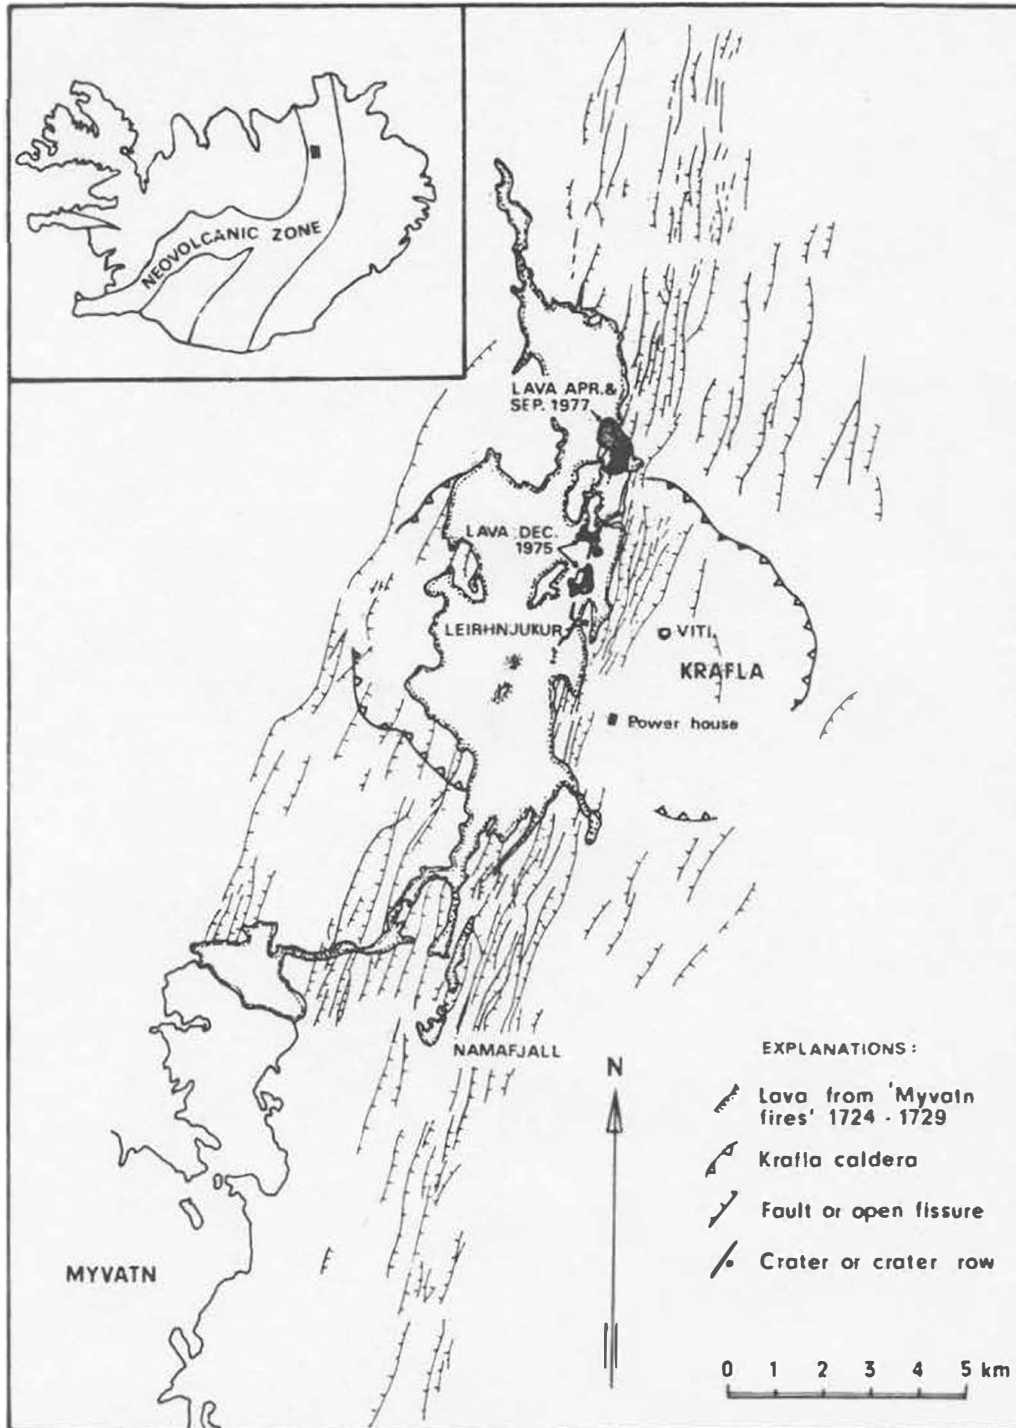 NEOVOLCANIC ZONE
LAVA APR.&
SEP. 1977
LAVA DEC.
1975
LEIRHNJUKUR
VITI
KRAFLA
Power house
NAMAFJALL
MYVATN
N
EXPLANATIONS:
Lava from 'Myvatn
fires' 1724 - 1729
Krafla caldera
Fault or open fissure
Crater or crater row
0 1 2 3 4 5 km